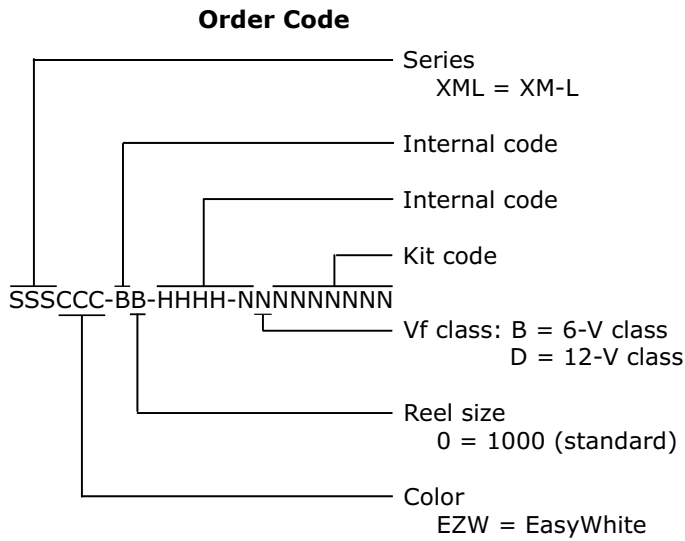 Order Code
Series
XML = XM-L
Internal code
Internal code
Kit code
SSSCCC-BB-HHHH-NNNNNNNNN
Vf class: B = 6-V class
D = 12-V class
Reel size
0 = 1000 (standard)
Color
EZW = EasyWhite